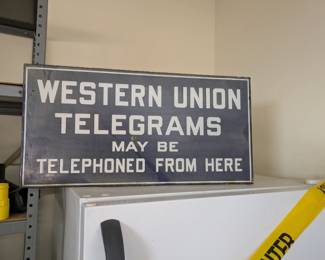 WESTERN UNION
TELEGRAMS
MAY BE
TELEPHONED FROM HERE